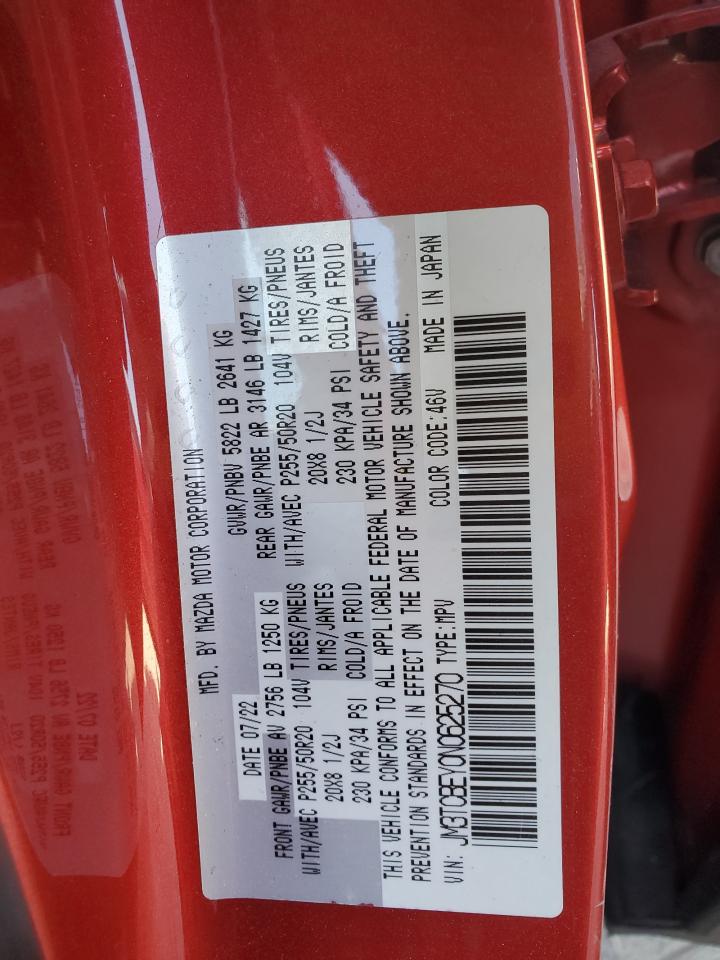 MFD. BY MAZDA MOTOR CORPORATION
DATE 07/22 GVWR/PNBV 5822 LB 2641 KG
FRONT GAWR/PNBE AV 2756 LB 1250 KG REAR GAWR/PNBE AR 3146 LB 1427 KG
WITH/AVEC P255/50R20 104V TIRES/PNEUS WITH/AVEC P255/50R20 104V TIRES/PNEUS
20X8 1/2J RIMS/JANTES 20X8 1/2J RIMS/JANTES
230 KPA/34 PSI COLD/A FROID 230 KPA/34 PSI COLD/A FROID
THIS VEHICLE CONFORMS TO ALL APPLICABLE FEDERAL MOTOR VEHICLE SAFETY AND THEFT
PREVENTION STANDARDS IN EFFECT ON THE DATE OF MANUFACTURE SHOWN ABOVE.
VIN: JM3TCBEY0N0625270 TYPE:MPV COLOR CODE:46V MADE IN JAPAN